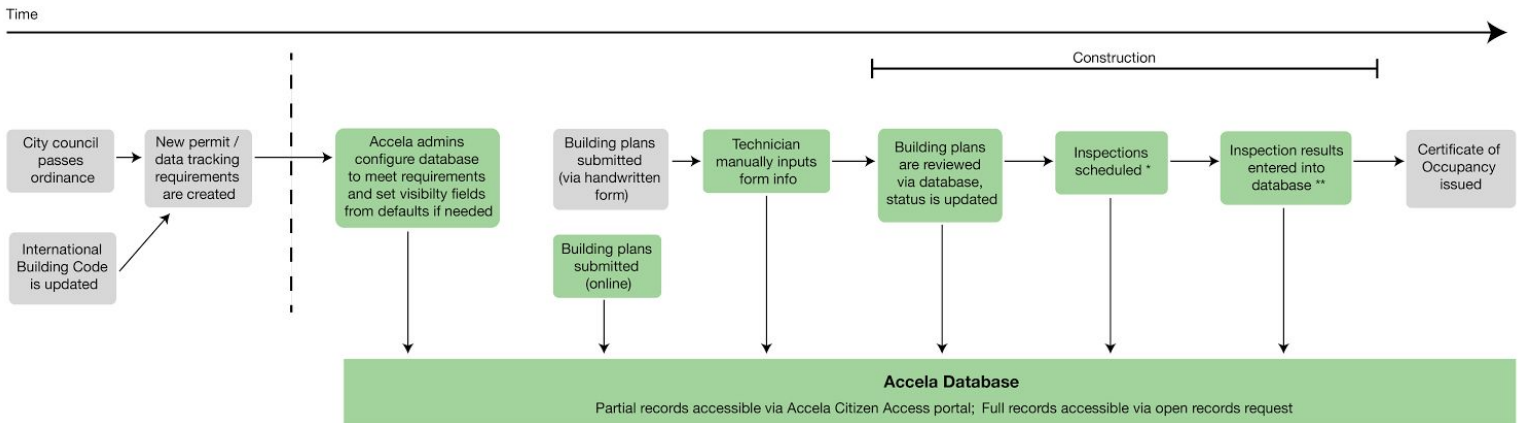 Time
Construction
City council
passes
ordinance
New permit /
data tracking
requirements
are created
International
Building Code
is updated
Accela admins
configure database
to meet requirements
and set visibilty fields
from defaults if needed
Building plans
submitted
(via handwritten
form)
Building plans
submitted
(online)
Technician
manually inputs
form info
Building plans
are reviewed
via database,
status is updated
Inspections
scheduled *
Inspection results
entered into
database **
Certificate of
Occupancy
issued
Accela Database
Partial records accessible via Accela Citizen Access portal; Full records accessible via open records request